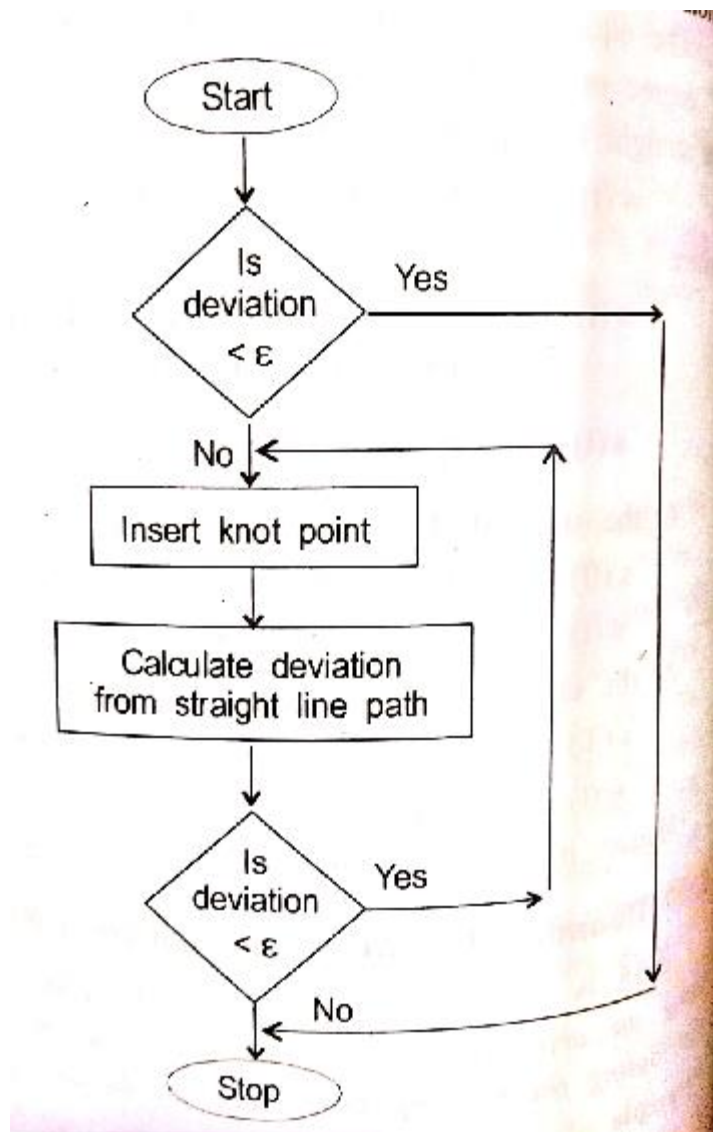 Start
Is
deviation
< ε
Yes
No
Insert knot point
Calculate deviation
from straight line path
Is
deviation
< ε
Yes
No
Stop